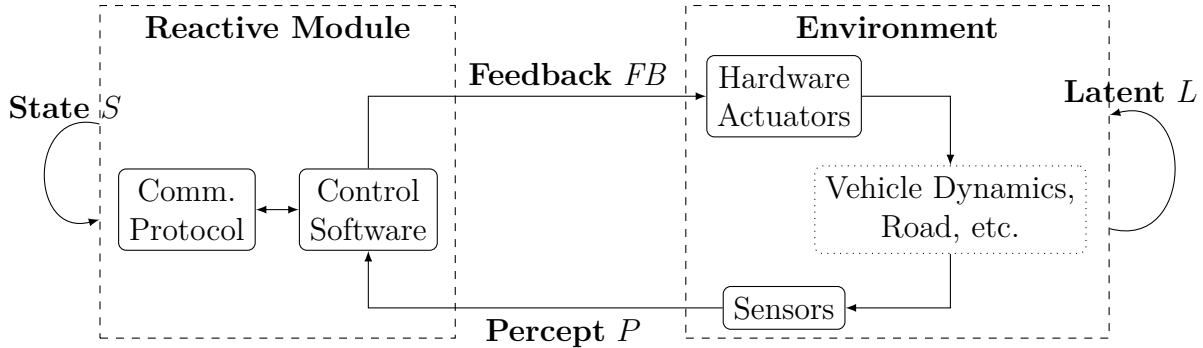 Reactive Module
Environment
Feedback FB
Hardware
Actuators
State S
Latent L
Comm.
Protocol
Control
Software
Vehicle Dynamics,
Road, etc.
Sensors
Percept P